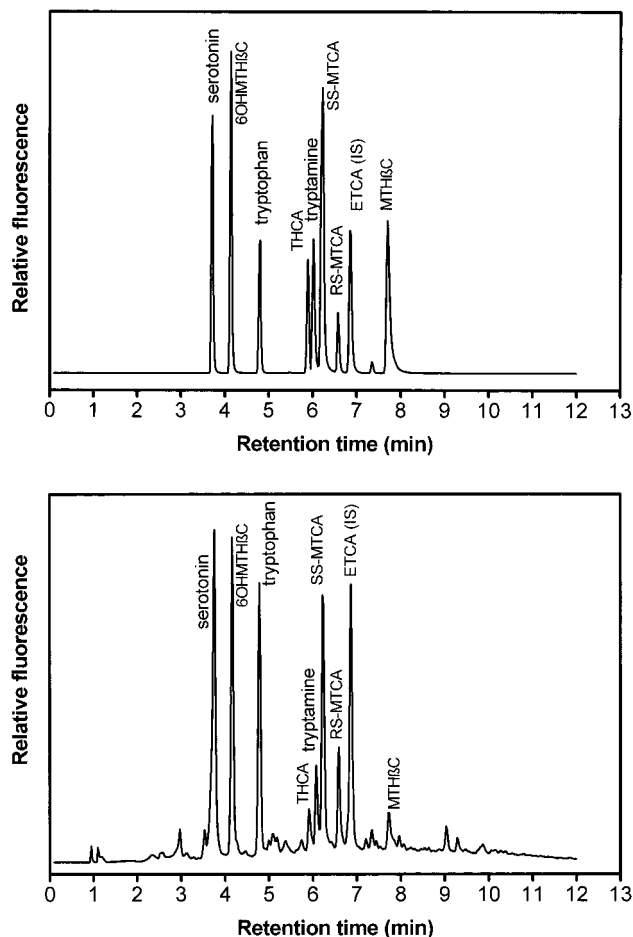 Relative fluorescence
serotonin
6OHMTHßC
tryptophan
THCA
tryptamine
SS-MTCA
RS-MTCA
ETCA (IS)
MTHßC
0 1 2 3 4 5 6 7 8 9 10 11 12 13
Retention time (min)
Relative fluorescence
serotonin
6OHMTHßC
tryptophan
THCA
tryptamine
SS-MTCA
RS-MTCA
ETCA (IS)
MTHßC
0 1 2 3 4 5 6 7 8 9 10 11 12 13
Retention time (min)